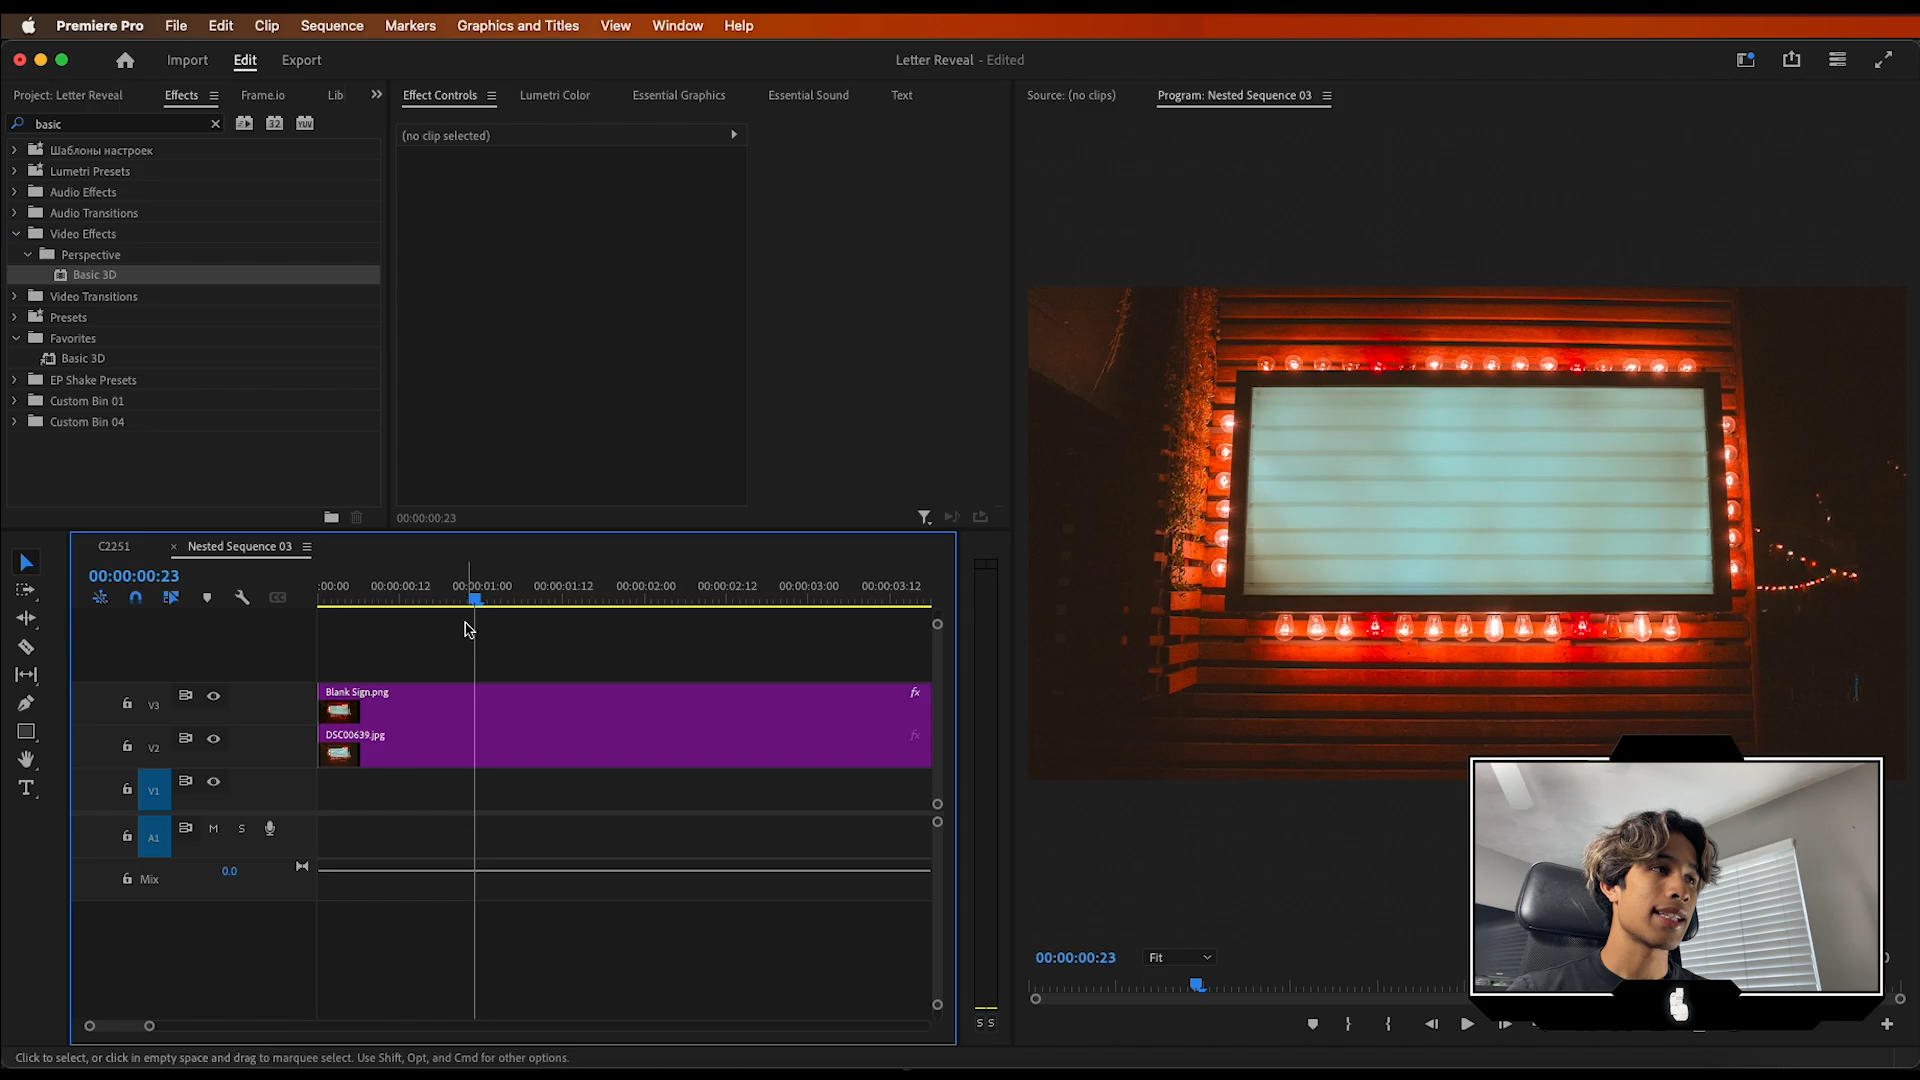 Premiere Pro File Edit Clip Sequence Markers Graphics and Titles View Window Help
Import Edit Export
Letter Reveal - Edited
Project: Letter Reveal Effects Frame.io Lib
basic
32 YUV
Шаблоны настроек
Lumetri Presets
Audio Effects
Audio Transitions
Video Effects
Perspective
Basic 3D
Video Transitions
Presets
Favorites
Basic 3D
EP Shake Presets
Custom Bin 01
Custom Bin 04
Effect Controls Lumetri Color Essential Graphics Essential Sound Text
(no clip selected)
00:00:00:23
Source: (no clips) Program: Nested Sequence 03
C2251 × Nested Sequence 03
00:00:00:23
:00:00 00:00:00:12 00:00:01:00 00:00:01:12 00:00:02:00 00:00:02:12 00:00:03:00 00:00:03:12
CC
V3
Blank Sign.png fx
V2
DSC00639.jpg fx
V1
A1 M S
Mix 0.0
S S
T
00:00:00:23 Fit
Click to select, or click in empty space and drag to marquee select. Use Shift, Opt, and Cmd for other options.